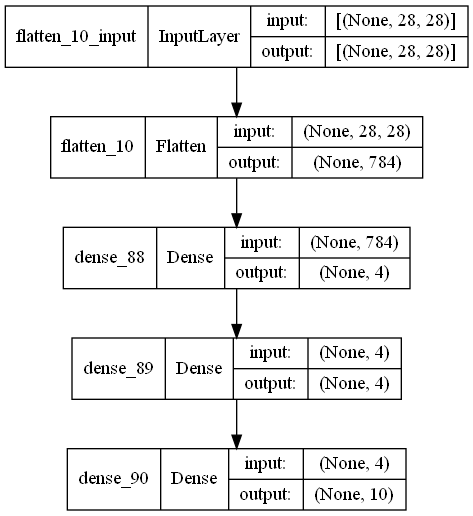 flatten_10_input InputLayer input: [(None, 28, 28)]
output: [(None, 28, 28)]
flatten_10 Flatten input: (None, 28, 28)
output: (None, 784)
dense_88 Dense input: (None, 784)
output: (None, 4)
dense_89 Dense input: (None, 4)
output: (None, 4)
dense_90 Dense input: (None, 4)
output: (None, 10)